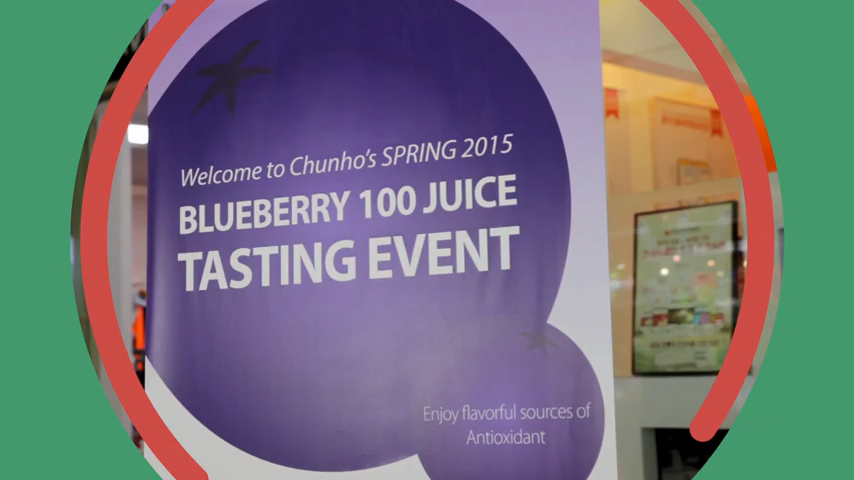 Welcome to Chunho's SPRING 2015
BLUEBERRY 100 JUICE
TASTING EVENT
Enjoy flavorful sources of
Antioxidant